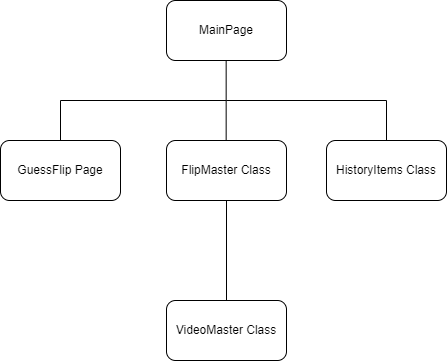 MainPage
GuessFlip Page
FlipMaster Class
HistoryItems Class
VideoMaster Class